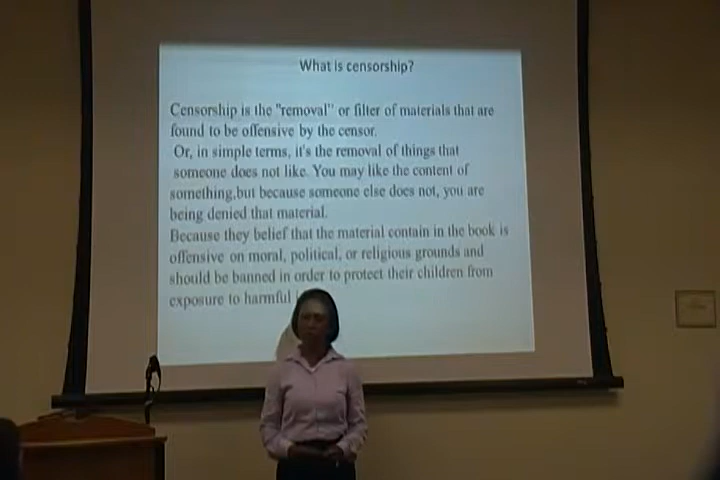 What is censorship?
Censorship is the "removal" or filter of materials that are
found to be offensive by the censor.
Or, in simple terms, it's the removal of things that
someone does not like. You may like the content of
something,but because someone else does not, you are
being denied that material.
Because they belief that the material contain in the book is
offensive on moral, political, or religious grounds and
should be banned in order to protect their children from
exposure to harmful